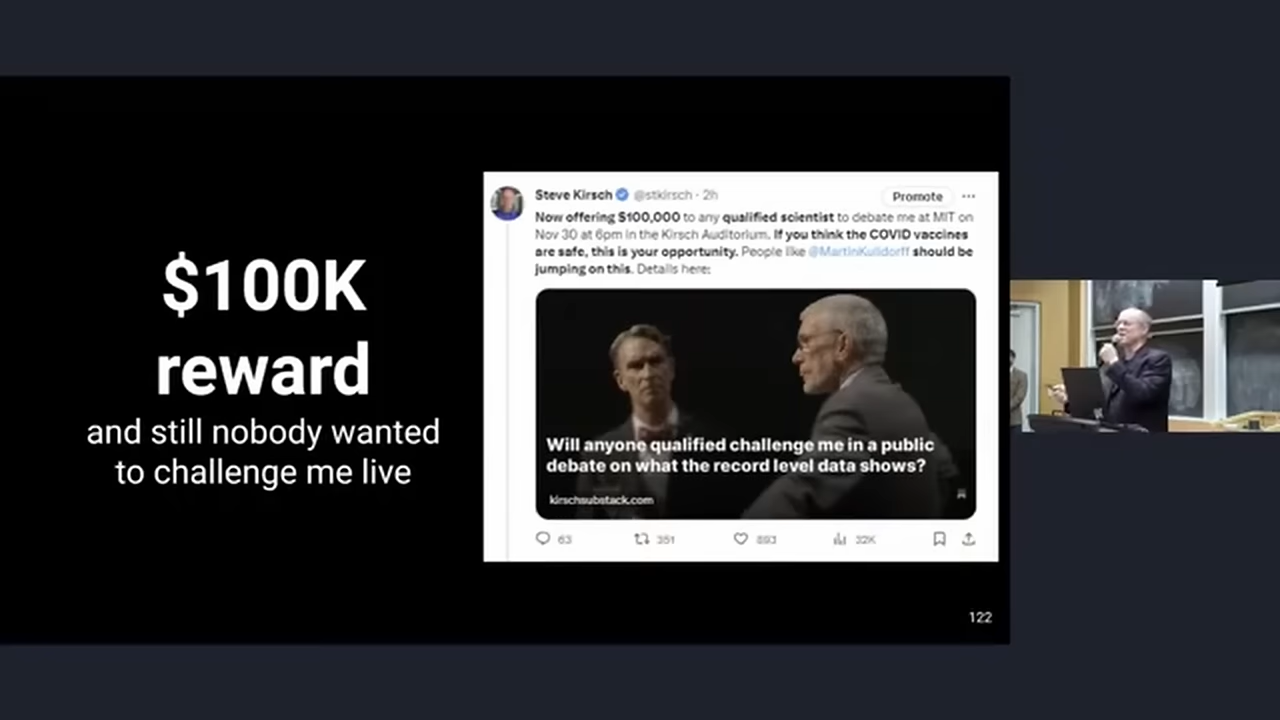 $100K
reward
and still nobody wanted
to challenge me live
Steve Kirsch @stkirsch · 2h
Promote
Now offering $100,000 to any qualified scientist to debate me at MIT on
Nov 30 at 6pm in the Kirsch Auditorium. If you think the COVID vaccines
are safe, this is your opportunity. People like @MartinKulldorff should be
jumping on this. Details here:
Will anyone qualified challenge me in a public
debate on what the record level data shows?
kirschsubstack.com
63 351 893 32K
122